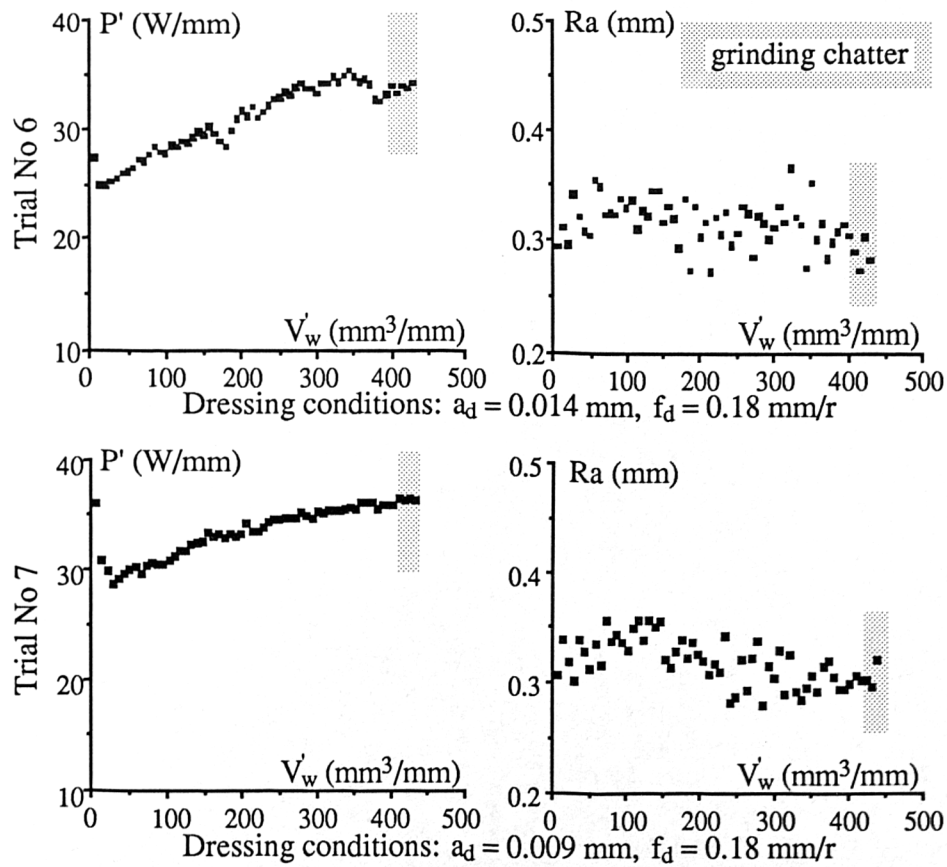 P' (W/mm)
40
30
20
10
Trial No 6
V'w (mm³/mm)
0 100 200 300 400 500
Ra (mm)
grinding chatter
0.5
0.4
0.3
0.2
V'w (mm³/mm)
0 100 200 300 400 500
Dressing conditions: ad = 0.014 mm, fd = 0.18 mm/r
P' (W/mm)
40
30
20
10
Trial No 7
V'w (mm³/mm)
0 100 200 300 400 500
Ra (mm)
0.5
0.4
0.3
0.2
V'w (mm³/mm)
0 100 200 300 400 500
Dressing conditions: ad = 0.009 mm, fd = 0.18 mm/r